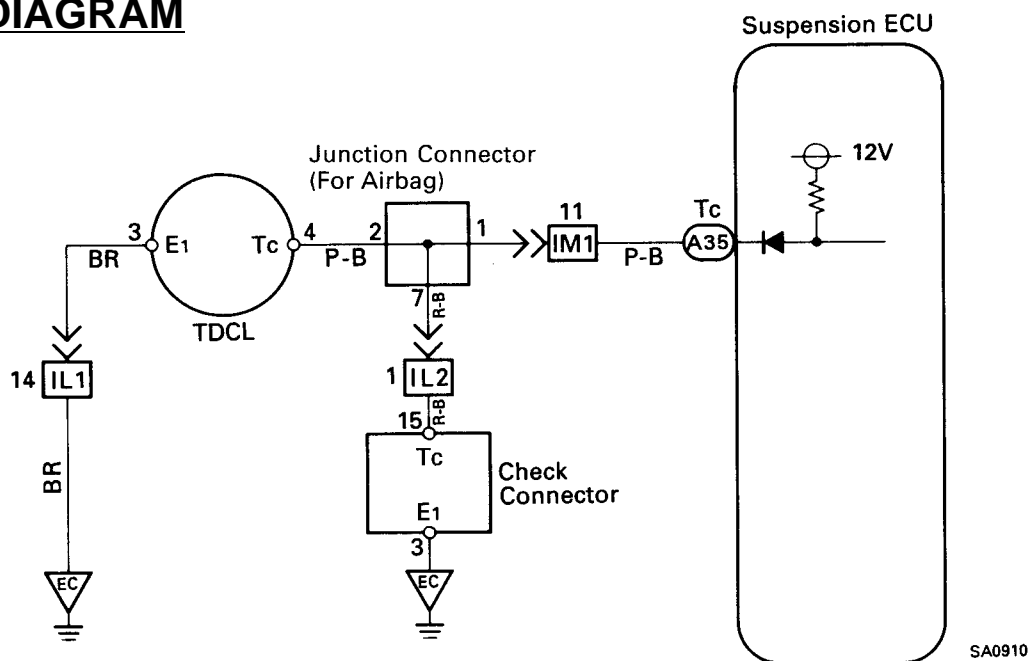 DIAGRAM
Suspension ECU
Junction Connector
(For Airbag)
12V
11
Tc
3
E1
Tc
4
2
1
IM1
A35
BR
P-B
P-B
TDCL
7
R-B
14
IL1
1
IL2
R-B
15
Tc
Check
Connector
E1
BR
3
EC
EC
SA0910